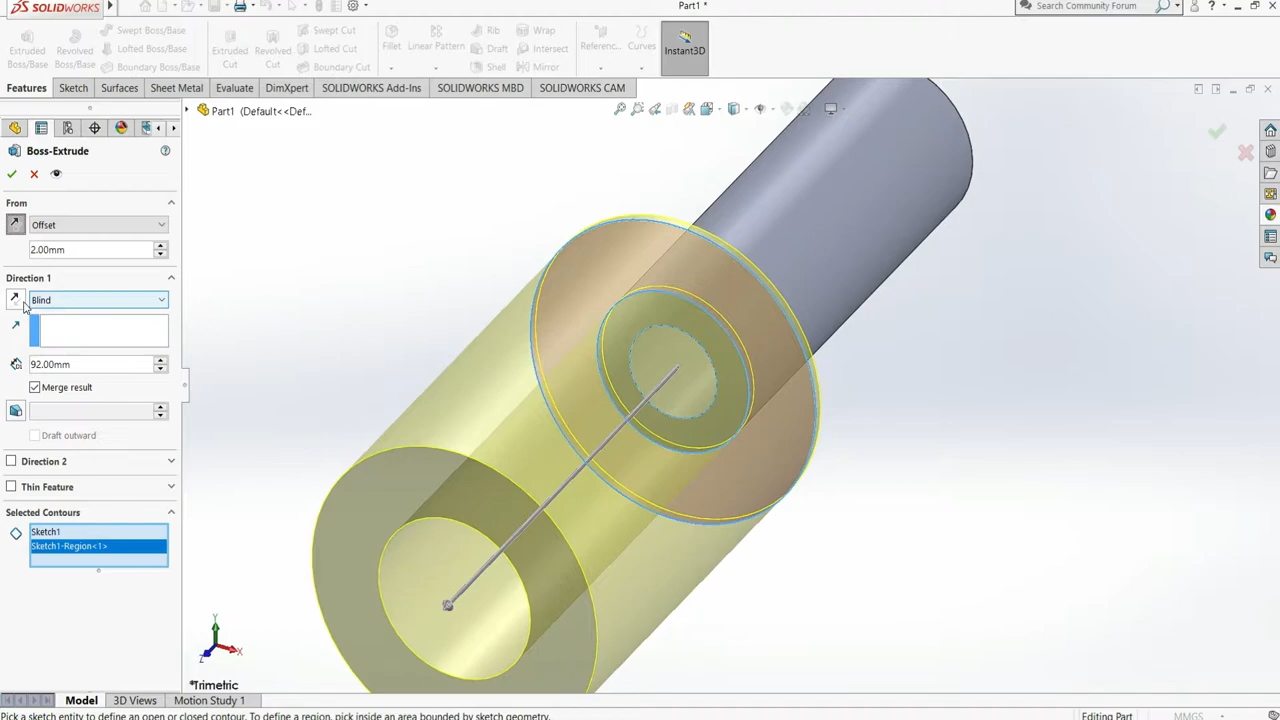 SOLIDWORKS
Part1 *
Search Community Forum
Extruded Boss/Base
Revolved Boss/Base
Swept Boss/Base
Lofted Boss/Base
Boundary Boss/Base
Extruded Cut
Revolved Cut
Swept Cut
Lofted Cut
Boundary Cut
Fillet
Linear Pattern
Rib
Draft
Shell
Wrap
Intersect
Mirror
Referenc...
Curves
Instant3D
Features
Sketch
Surfaces
Sheet Metal
Evaluate
DimXpert
SOLIDWORKS Add-Ins
SOLIDWORKS MBD
SOLIDWORKS CAM
Part1 (Default<<Def...
Boss-Extrude
From
Offset
2.00mm
Direction 1
Blind
92.00mm
Merge result
Draft outward
Direction 2
Thin Feature
Selected Contours
Sketch1
Sketch1-Region<1>
Y
X
Z
*Trimetric
Model
3D Views
Motion Study 1
Pick a sketch entity to define an open or closed contour. To define a region, pick inside an area bounded by sketch geometry.
Editing Part
MMGS